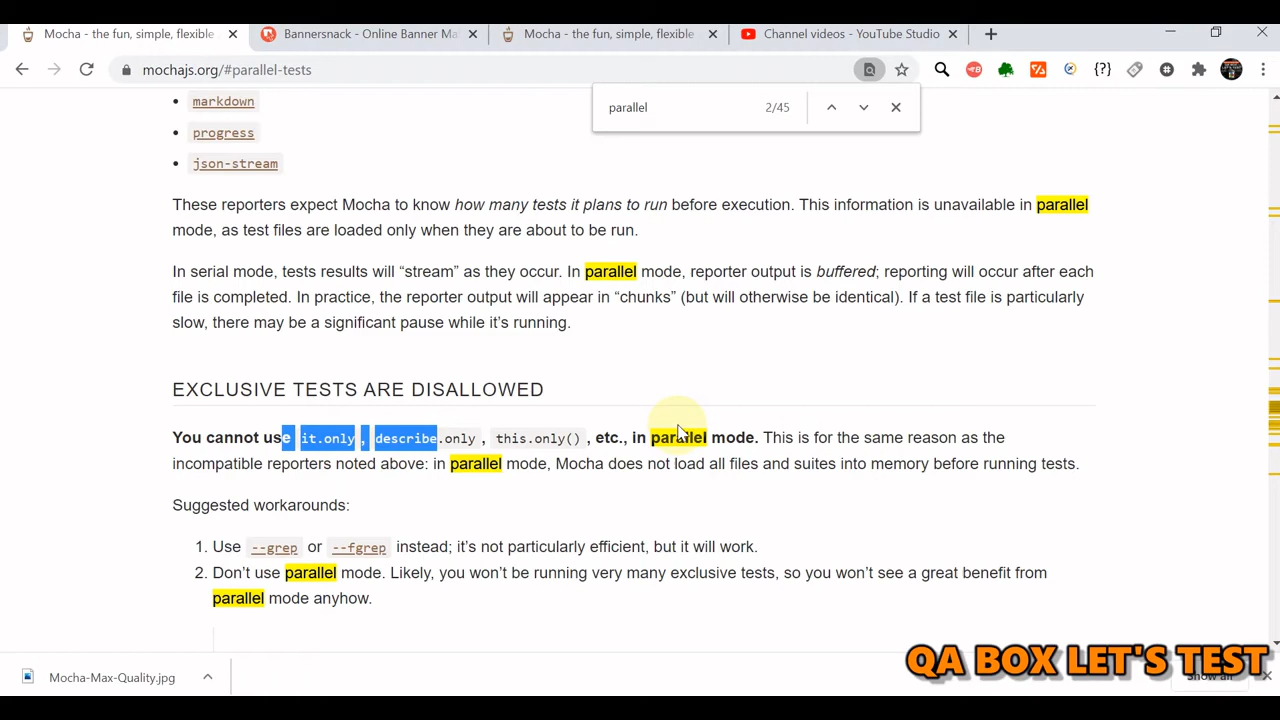 Mocha - the fun, simple, flexible
Bannersnack - Online Banner Ma
Mocha - the fun, simple, flexible
Channel videos - YouTube Studio
mochajs.org/#parallel-tests
parallel 2/45
markdown
progress
json-stream
These reporters expect Mocha to know how many tests it plans to run before execution. This information is unavailable in parallel
mode, as test files are loaded only when they are about to be run.
In serial mode, tests results will “stream” as they occur. In parallel mode, reporter output is buffered; reporting will occur after each
file is completed. In practice, the reporter output will appear in “chunks” (but will otherwise be identical). If a test file is particularly
slow, there may be a significant pause while it’s running.
EXCLUSIVE TESTS ARE DISALLOWED
You cannot use it.only, describe.only, this.only(), etc., in parallel mode. This is for the same reason as the
incompatible reporters noted above: in parallel mode, Mocha does not load all files and suites into memory before running tests.
Suggested workarounds:
1. Use --grep or --fgrep instead; it’s not particularly efficient, but it will work.
2. Don’t use parallel mode. Likely, you won’t be running very many exclusive tests, so you won’t see a great benefit from
parallel mode anyhow.
QA BOX LET'S TEST
Mocha-Max-Quality.jpg
Show all